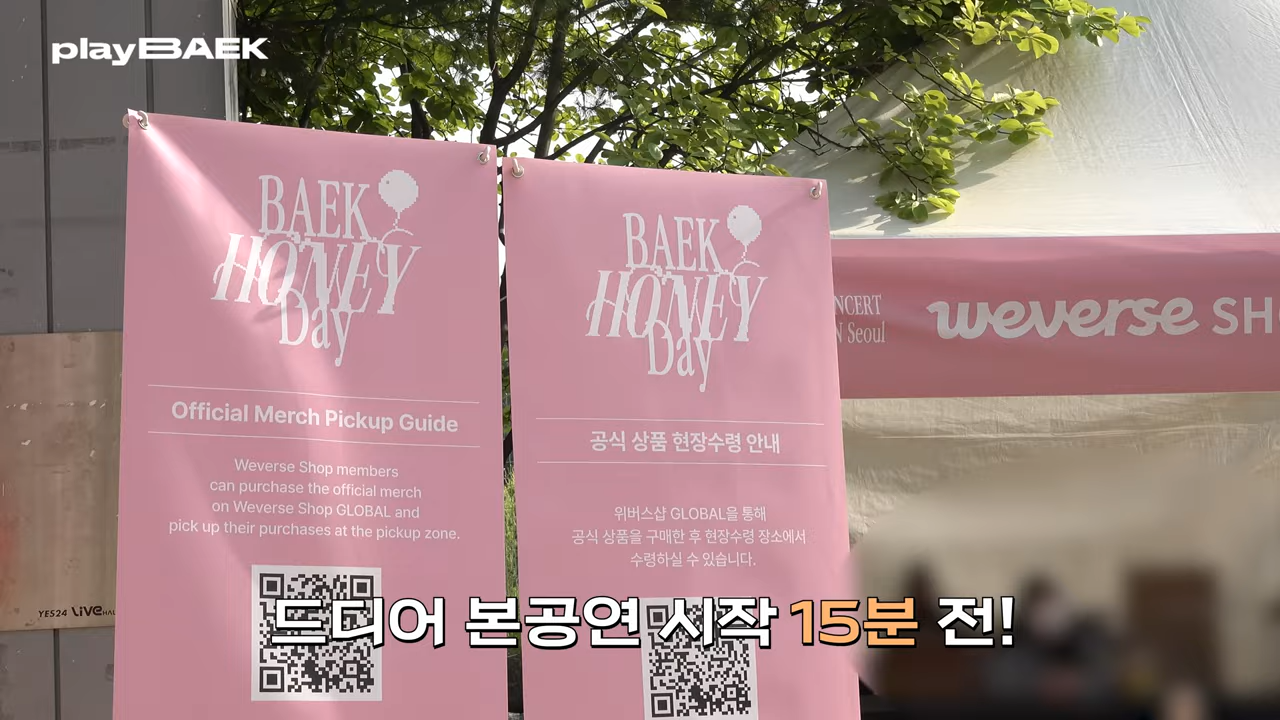 playBAEK
BAEK
HONEY
Day
Official Merch Pickup Guide
Weverse Shop members
can purchase the official merch
on Weverse Shop GLOBAL and
pick up their purchases at the pickup zone.
BAEK
HONEY
Day
공식 상품 현장수령 안내
위버스샵 GLOBAL을 통해
공식 상품을 구매한 후 현장수령 장소에서
수령하실 수 있습니다.
NCERT
N Seoul
weverse SH
YES24 LiVE HAL
드디어 본공연 시작 15분 전!